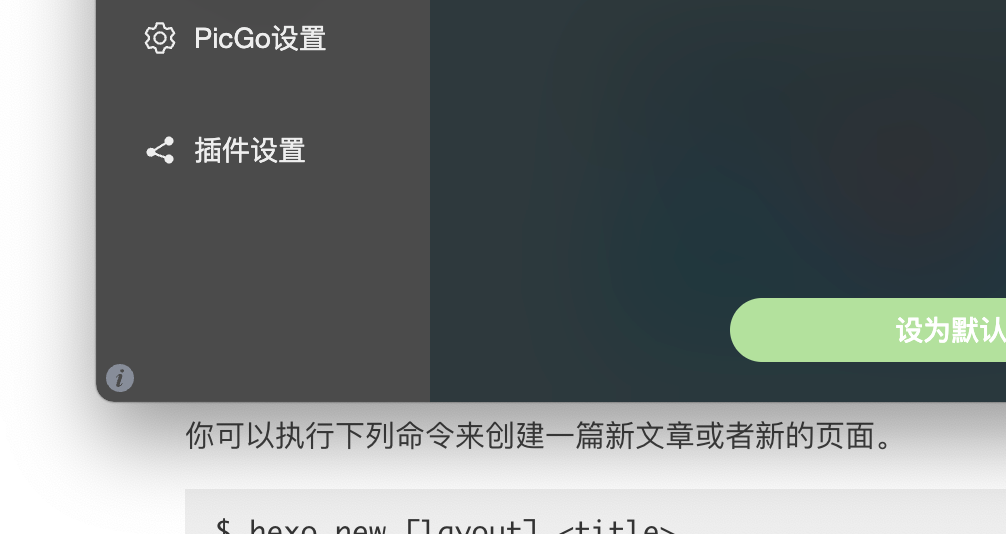 PicGo设置
插件设置
设为默认
i
你可以执行下列命令来创建一篇新文章或者新的页面。
$ hexo new [layout] <title>